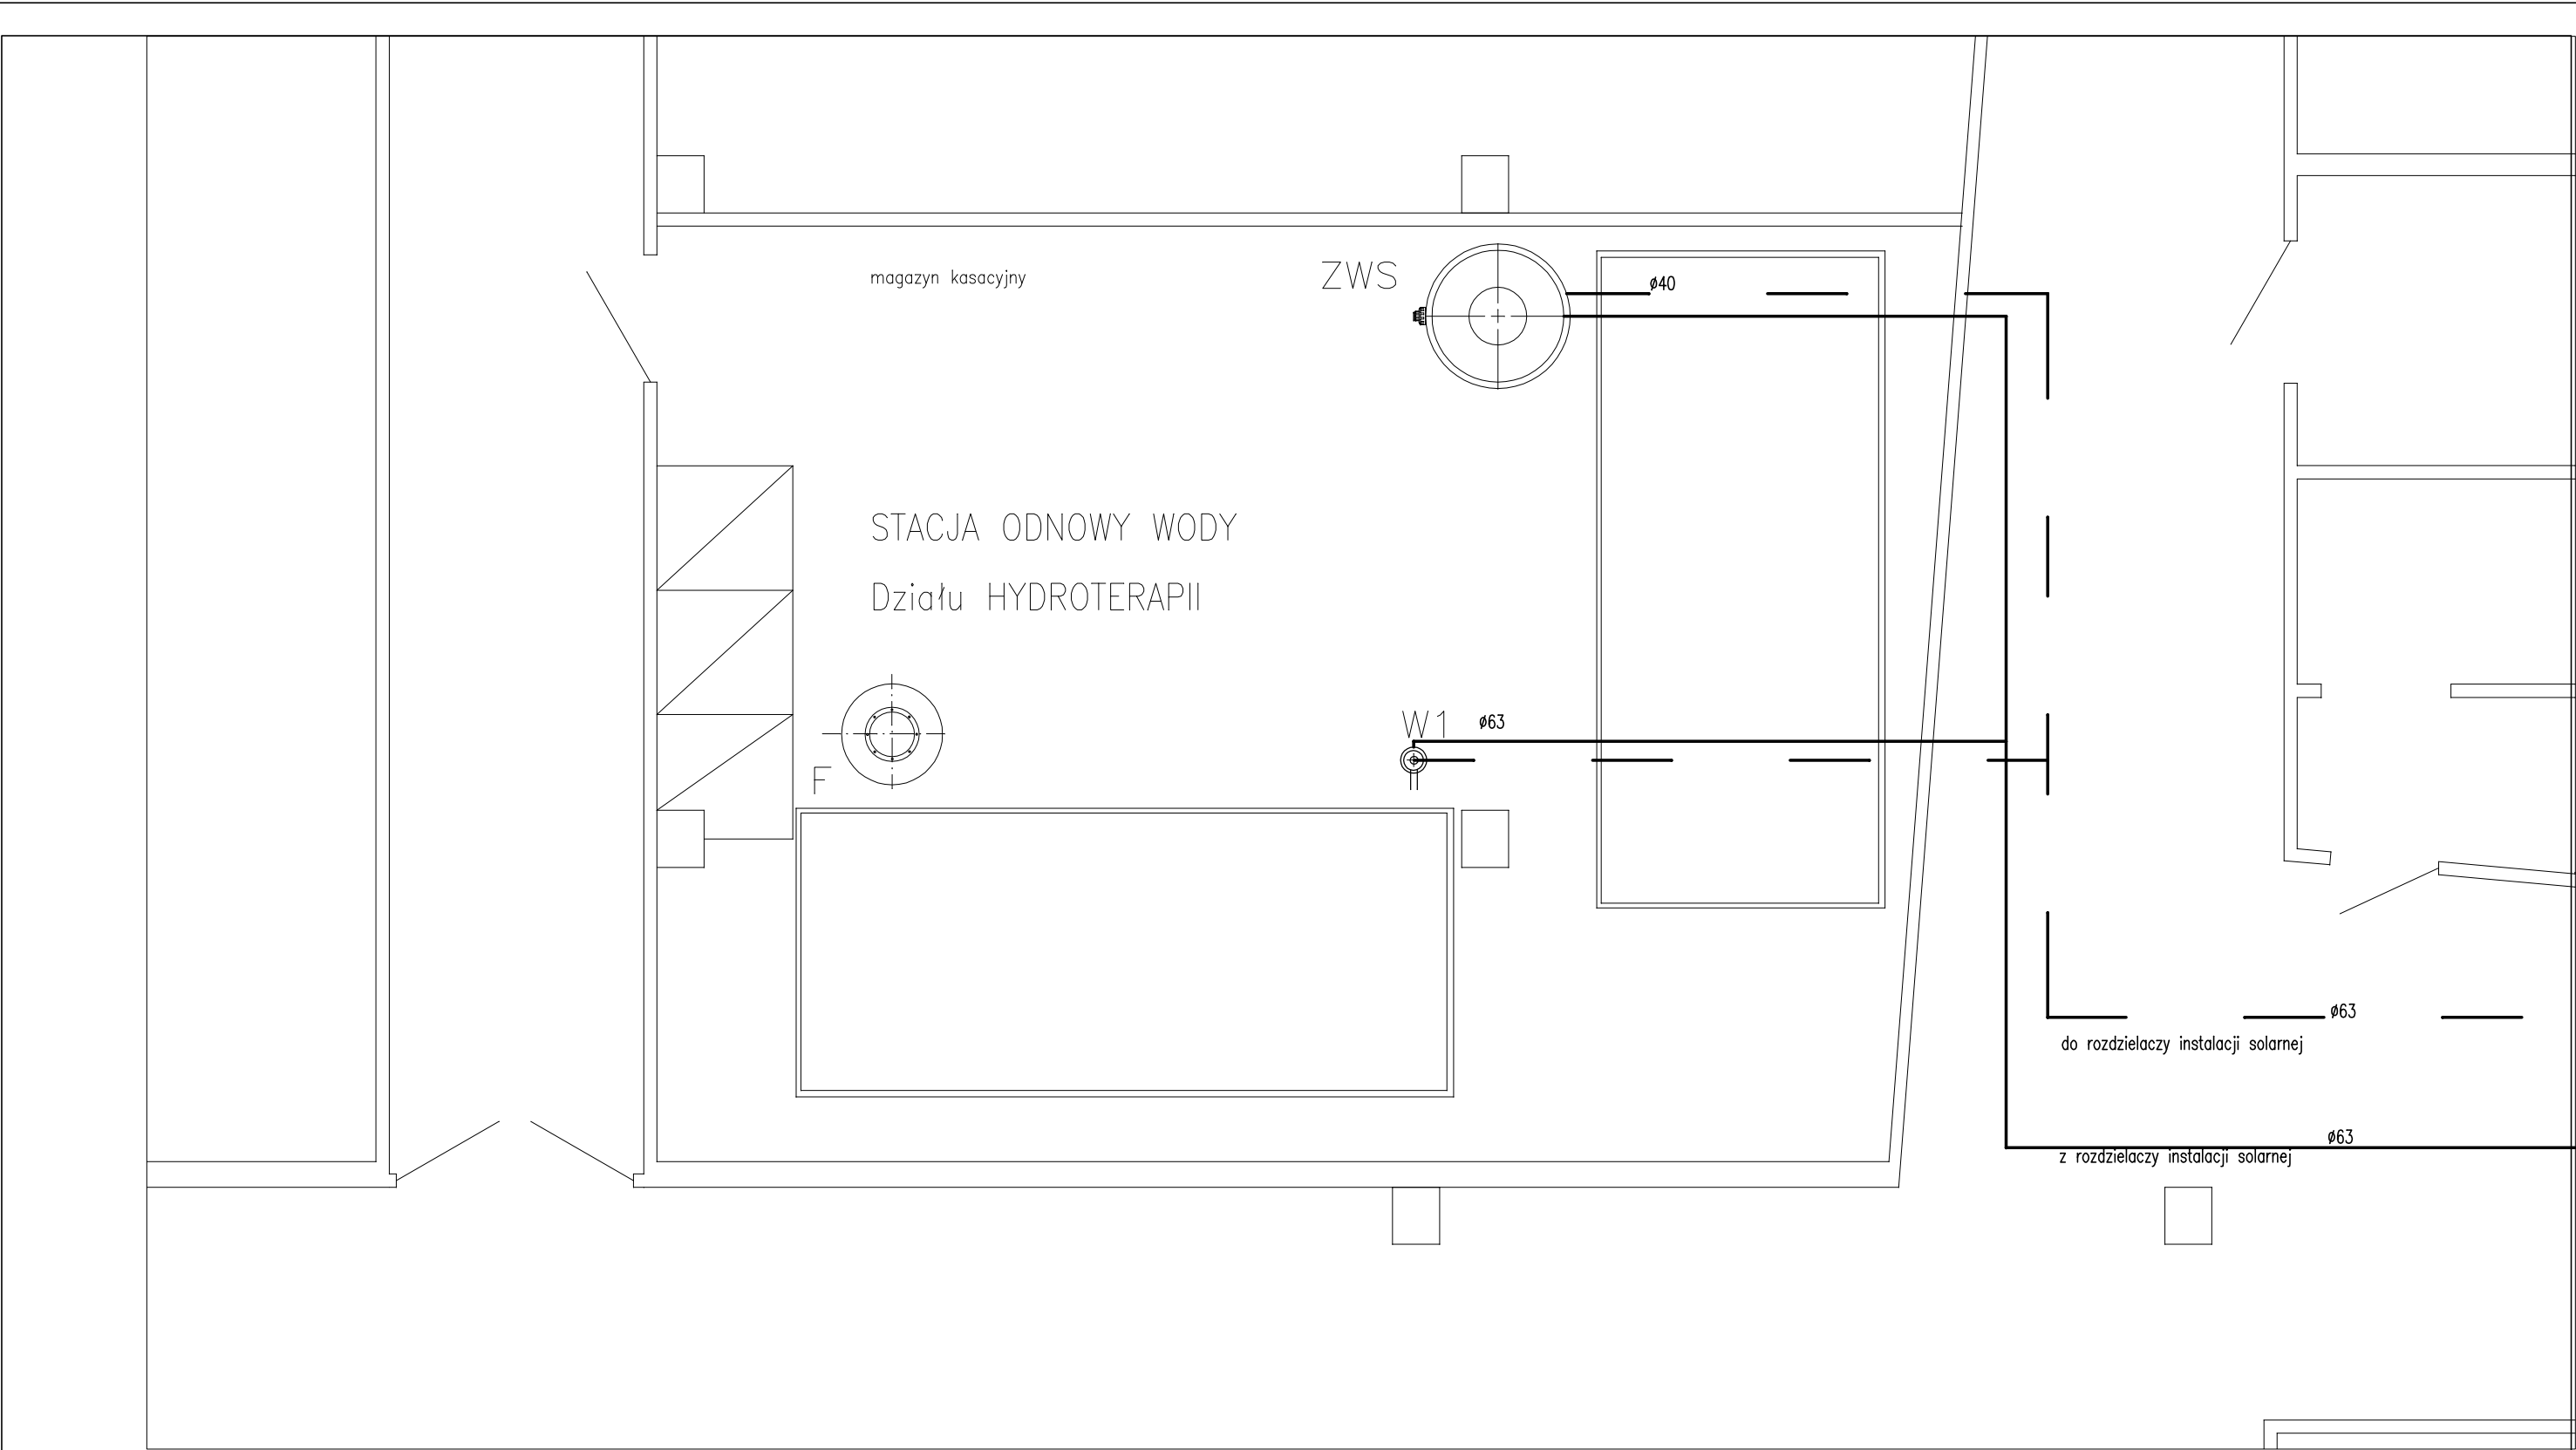 magazyn kasacyjny
ZWS
ø40
STACJA ODNOWY WODY
Działu HYDROTERAPII
W1
ø63
F
ø63
do rozdzielaczy instalacji solarnej
ø63
z rozdzielaczy instalacji solarnej